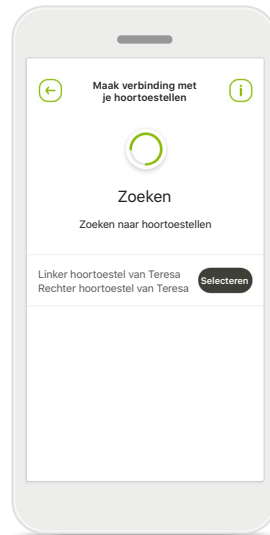 Maak verbinding met
je hoortoestellen
i
Zoeken
Zoeken naar hoortoestellen
Linker hoortoestel van Teresa
Rechter hoortoestel van Teresa
Selecteren